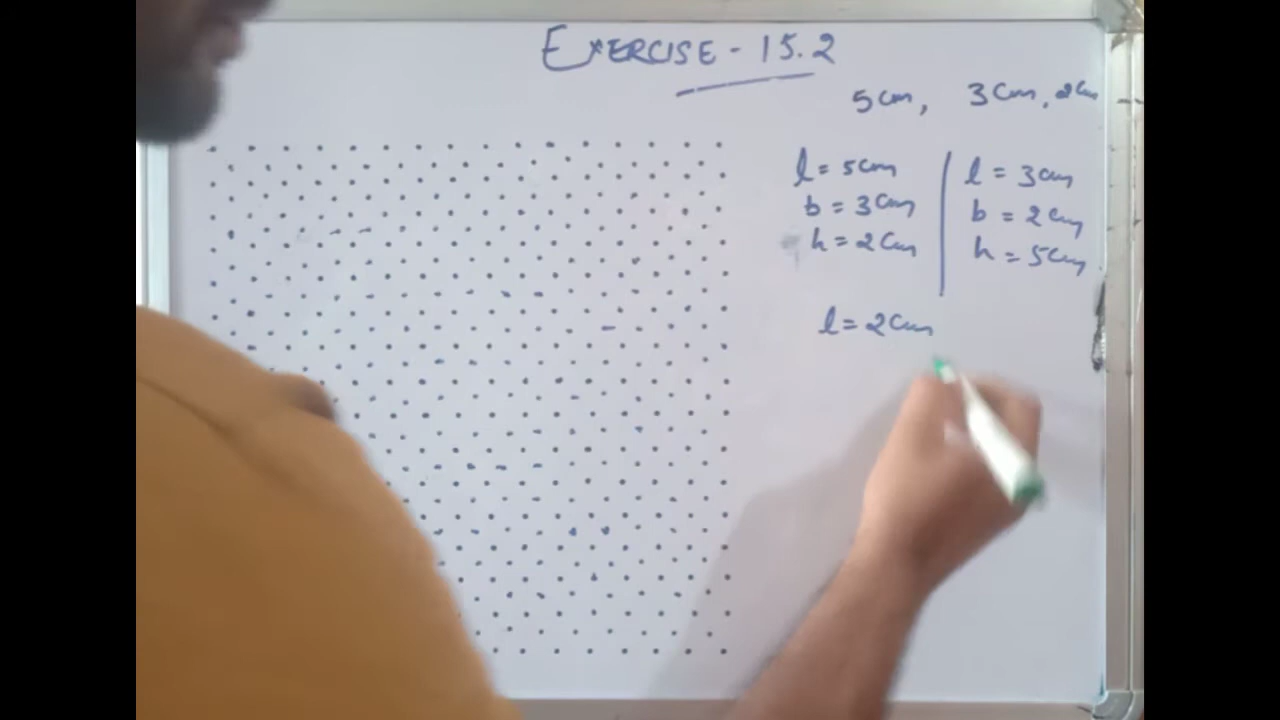 EXERCISE - 15.2
5cm, 3cm, 2cm
l = 5cm
b = 3cm
h = 2cm
l = 3cm
b = 2cm
h = 5cm
l = 2cm